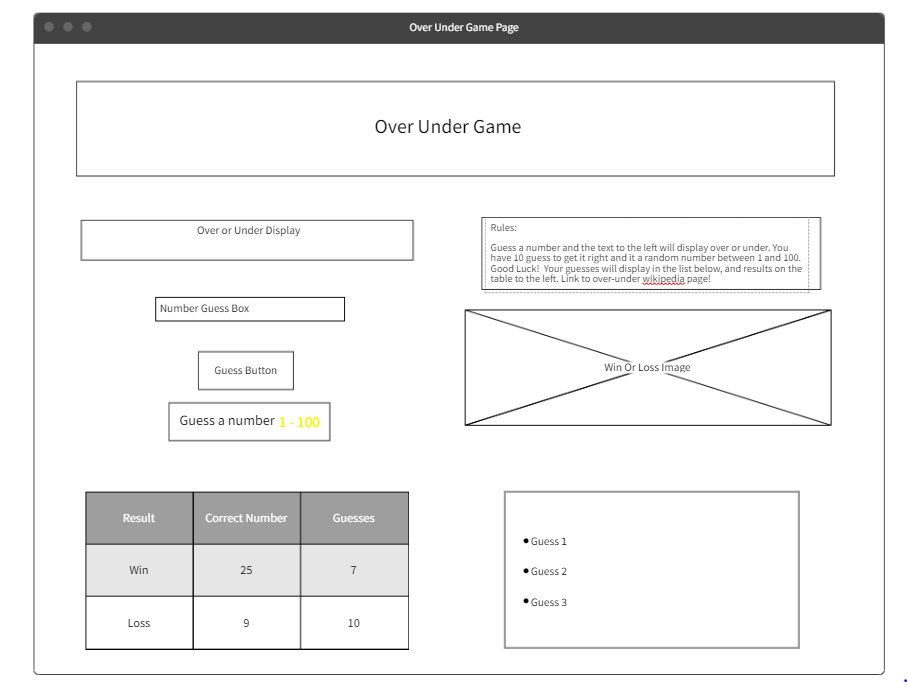 Over Under Game Page
Over Under Game
Over or Under Display
Number Guess Box
Guess Button
Guess a number 1 - 100
Rules:
Guess a number and the text to the left will display over or under. You
have 10 guess to get it right and it a random number between 1 and 100.
Good Luck! Your guesses will display in the list below, and results on the
table to the left. Link to over-under wikipedia page!
Win Or Loss Image
Result Correct Number Guesses
Win 25 7
Loss 9 10
Guess 1
Guess 2
Guess 3